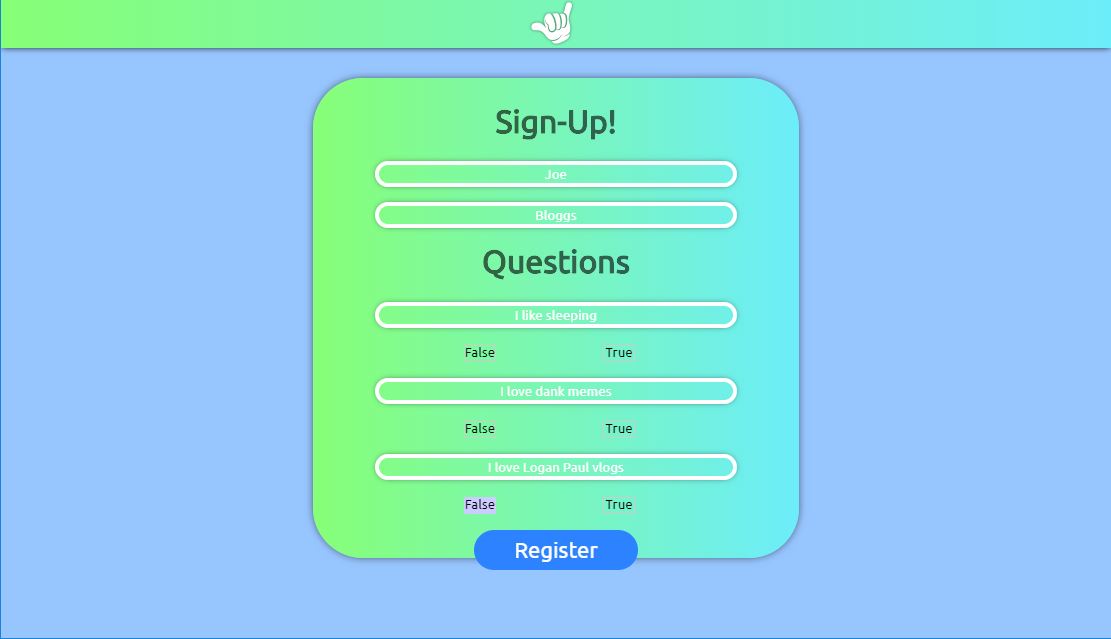 Sign-Up!
Joe
Bloggs
Questions
I like sleeping
False True
I love dank memes
False True
I love Logan Paul vlogs
False True
Register